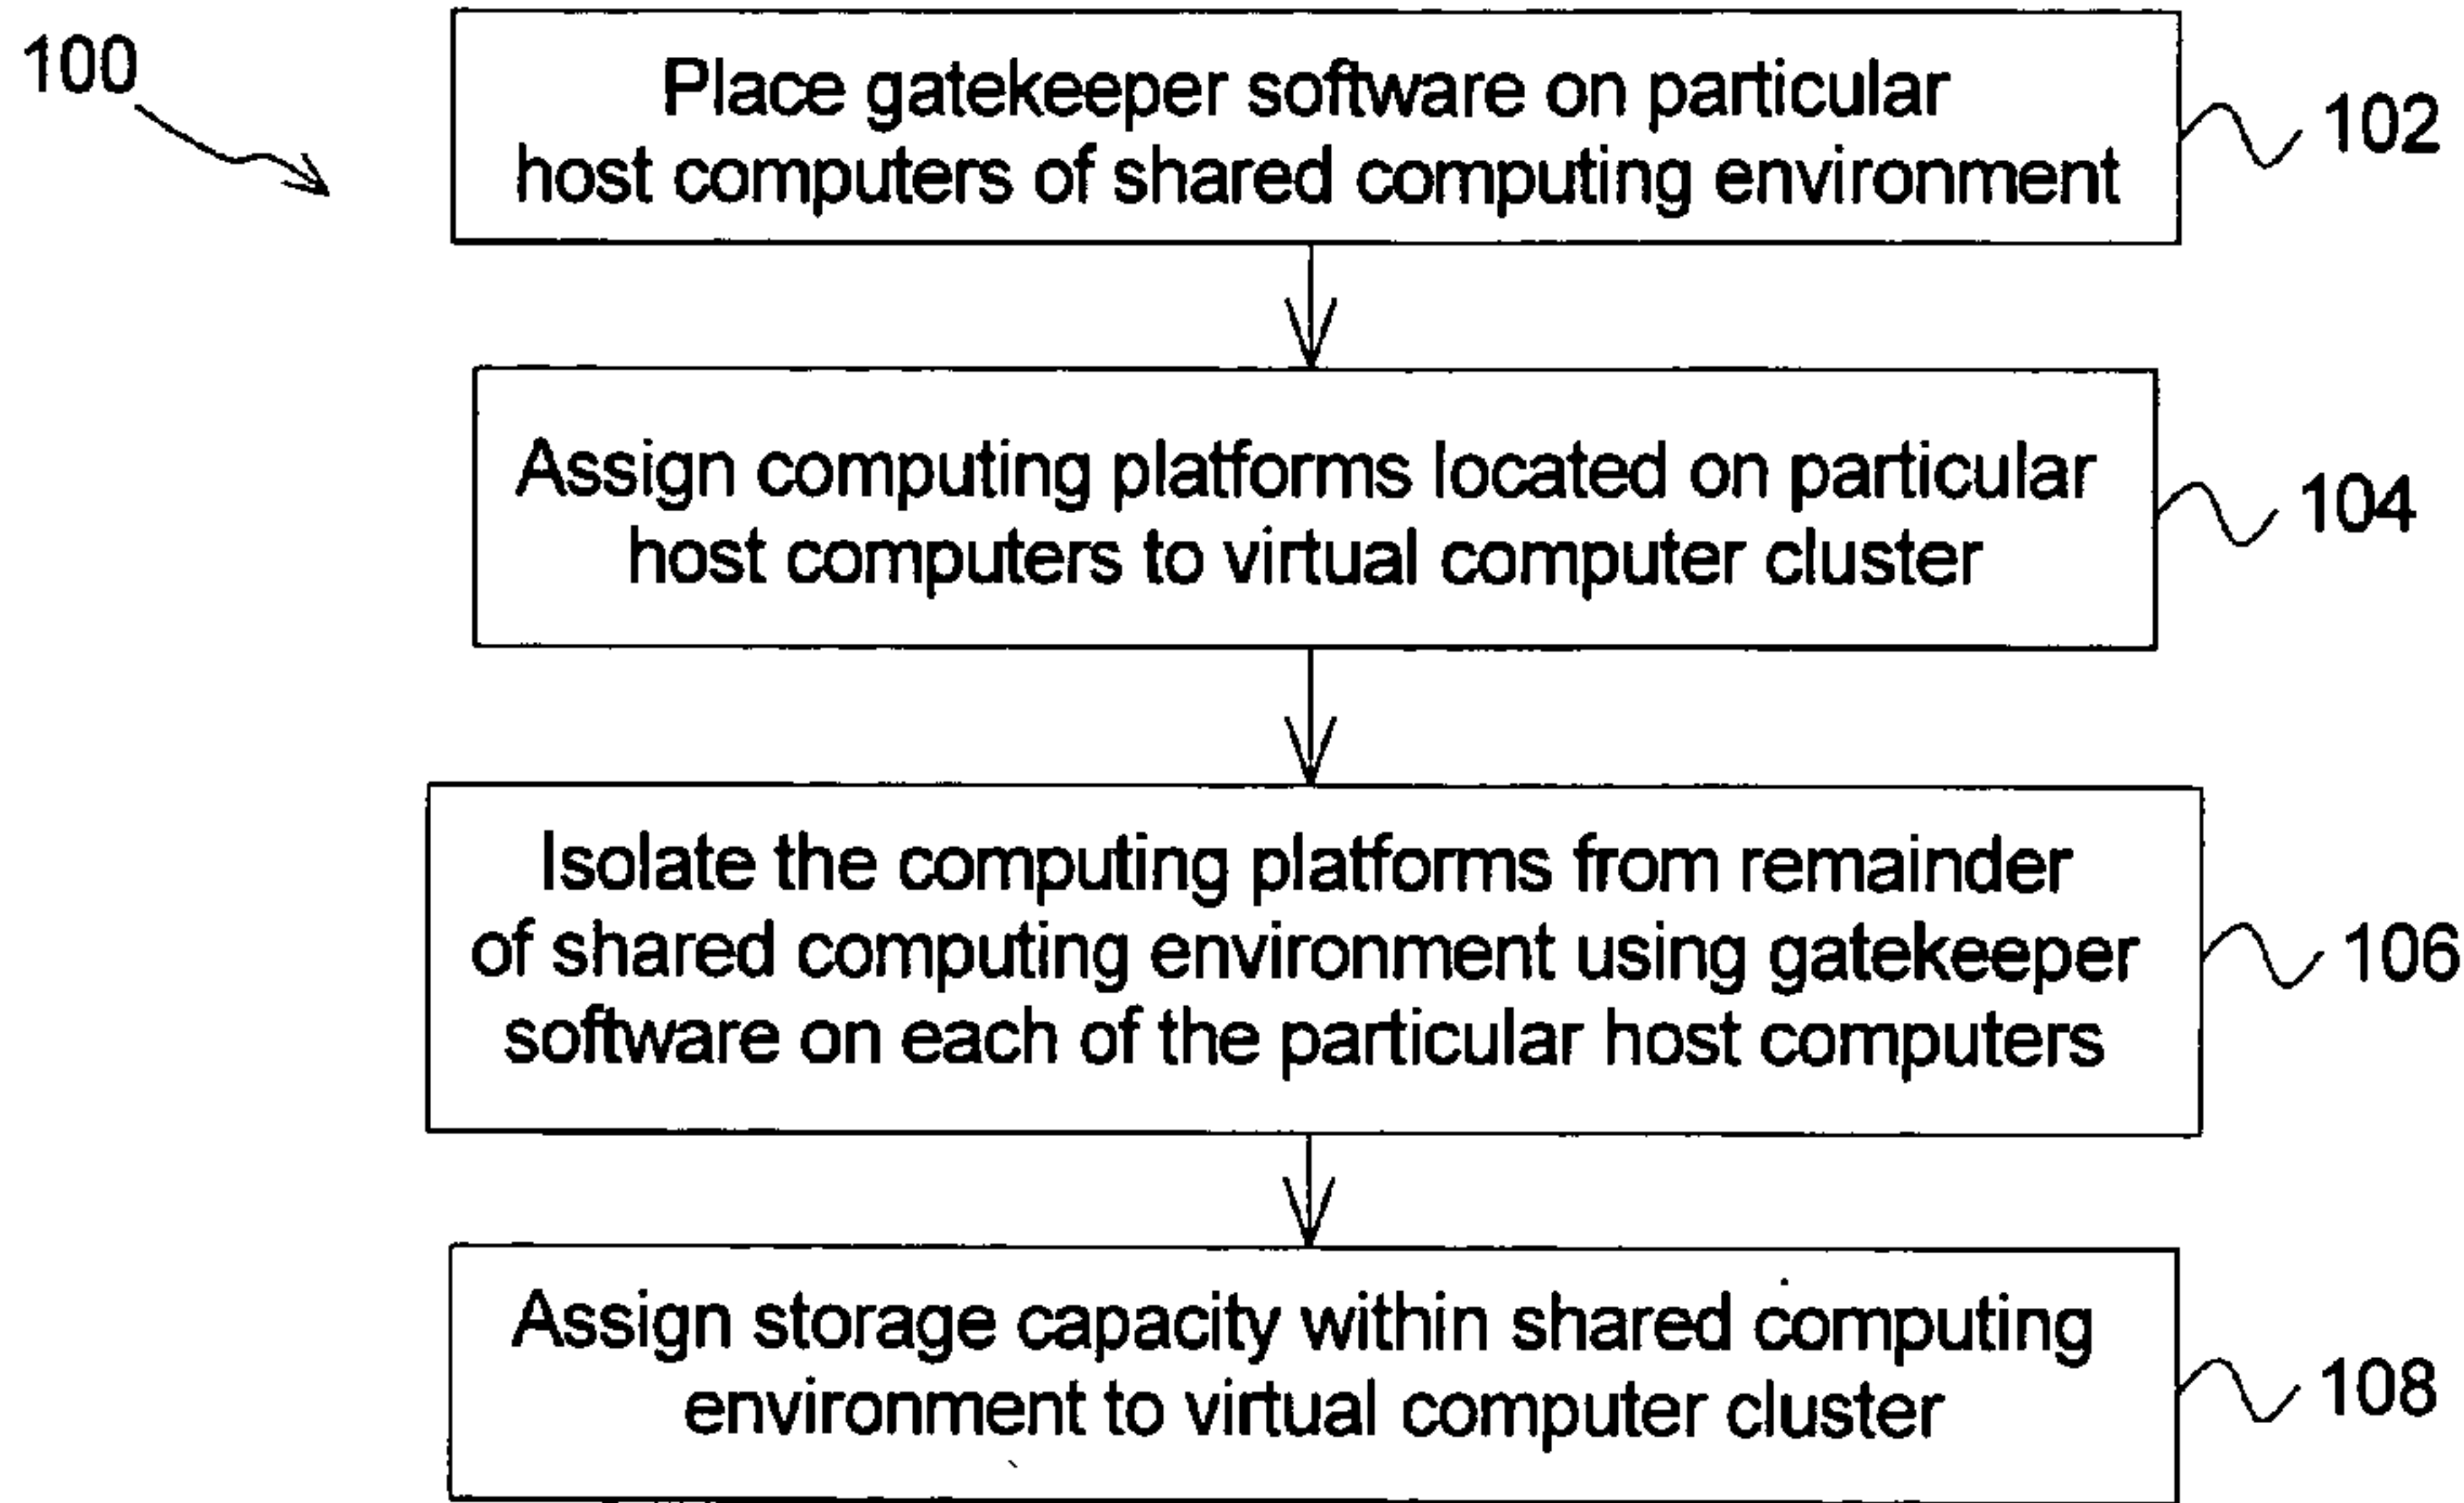 100
Place gatekeeper software on particular
host computers of shared computing environment
102
Assign computing platforms located on particular
host computers to virtual computer cluster
104
Isolate the computing platforms from remainder
of shared computing environment using gatekeeper
software on each of the particular host computers
106
Assign storage capacity within shared computing
environment to virtual computer cluster
108